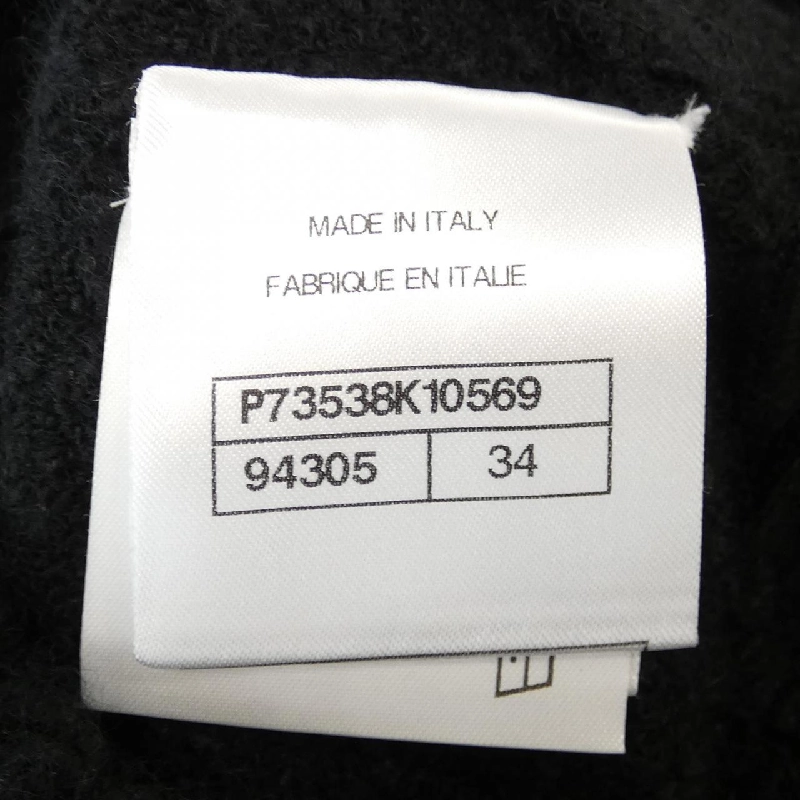 MADE IN ITALY
FABRIQUE EN ITALIE
P73538K10569
94305 34